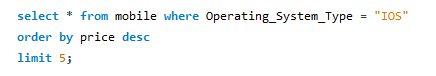 select * from mobile where Operating_System_Type = "IOS"
order by price desc
limit 5;